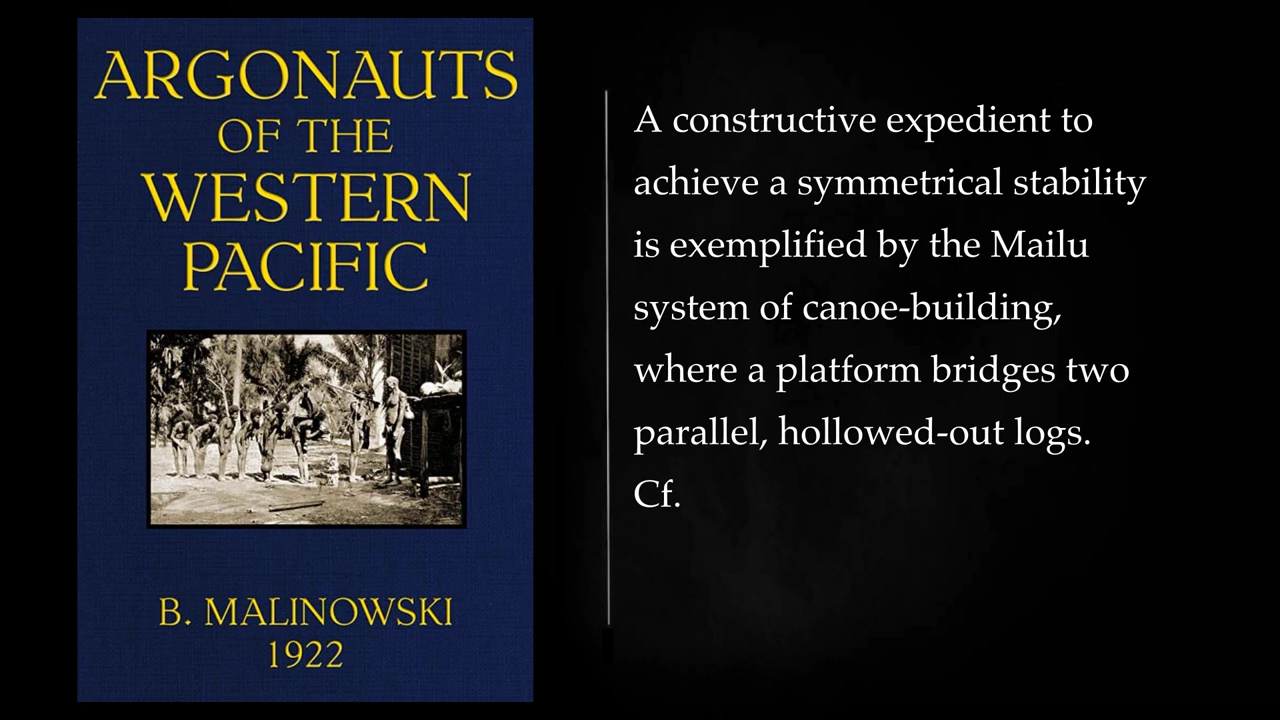 ARGONAUTS
OF THE
WESTERN
PACIFIC
B. MALINOWSKI
1922
A constructive expedient to
achieve a symmetrical stability
is exemplified by the Mailu
system of canoe-building,
where a platform bridges two
parallel, hollowed-out logs.
Cf.